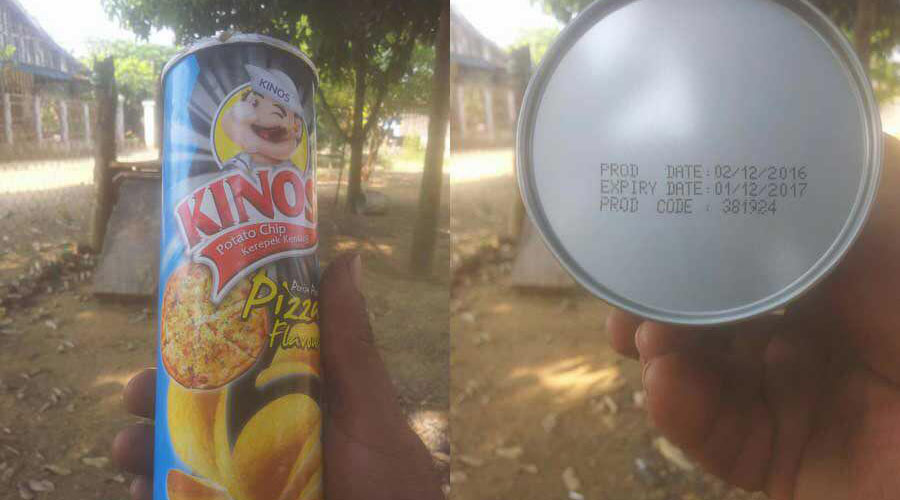 KINOS
KINOS
Potato Chip
Kerepek
Pizza
Flavour
PROD DATE:02/12/2016
EXPIRY DATE:01/12/2017
PROD CODE : 381924